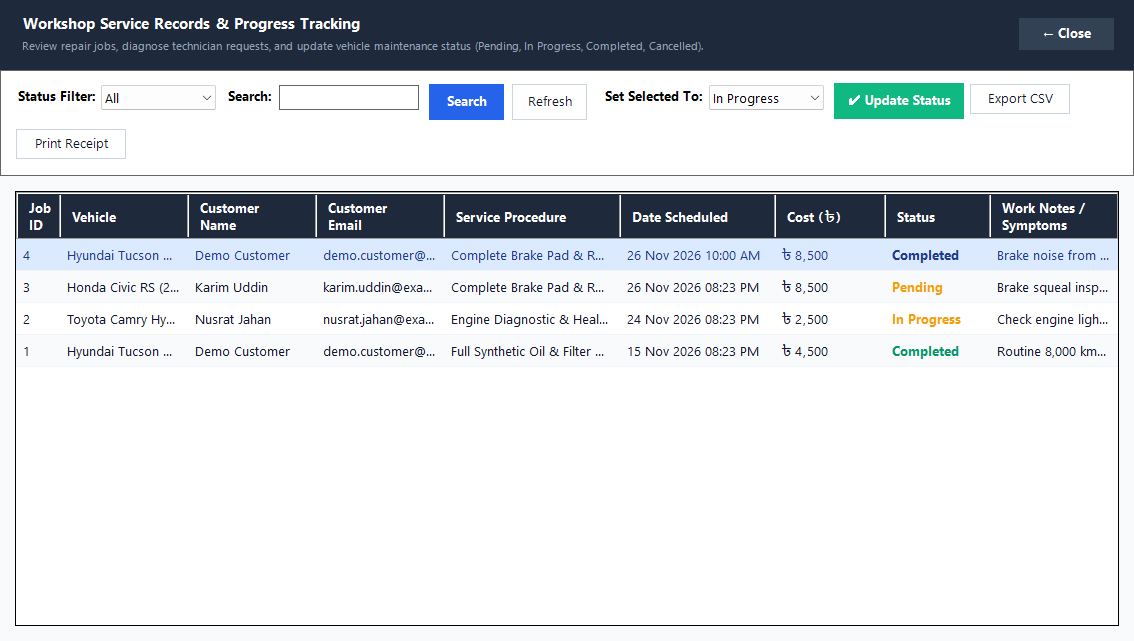 Workshop Service Records & Progress Tracking
Review repair jobs, diagnose technician requests, and update vehicle maintenance status (Pending, In Progress, Completed, Cancelled).
← Close
Status Filter: All Search: Search Refresh Set Selected To: In Progress ✔ Update Status Export CSV
Print Receipt
Job ID Vehicle Customer Name Customer Email Service Procedure Date Scheduled Cost (৳) Status Work Notes / Symptoms
4 Hyundai Tucson ... Demo Customer demo.customer@... Complete Brake Pad & R... 26 Nov 2026 10:00 AM ৳ 8,500 Completed Brake noise from ...
3 Honda Civic RS (2... Karim Uddin karim.uddin@exa... Complete Brake Pad & R... 26 Nov 2026 08:23 PM ৳ 8,500 Pending Brake squeal insp...
2 Toyota Camry Hy... Nusrat Jahan nusrat.jahan@exa... Engine Diagnostic & Heal... 24 Nov 2026 08:23 PM ৳ 2,500 In Progress Check engine ligh...
1 Hyundai Tucson ... Demo Customer demo.customer@... Full Synthetic Oil & Filter ... 15 Nov 2026 08:23 PM ৳ 4,500 Completed Routine 8,000 km...